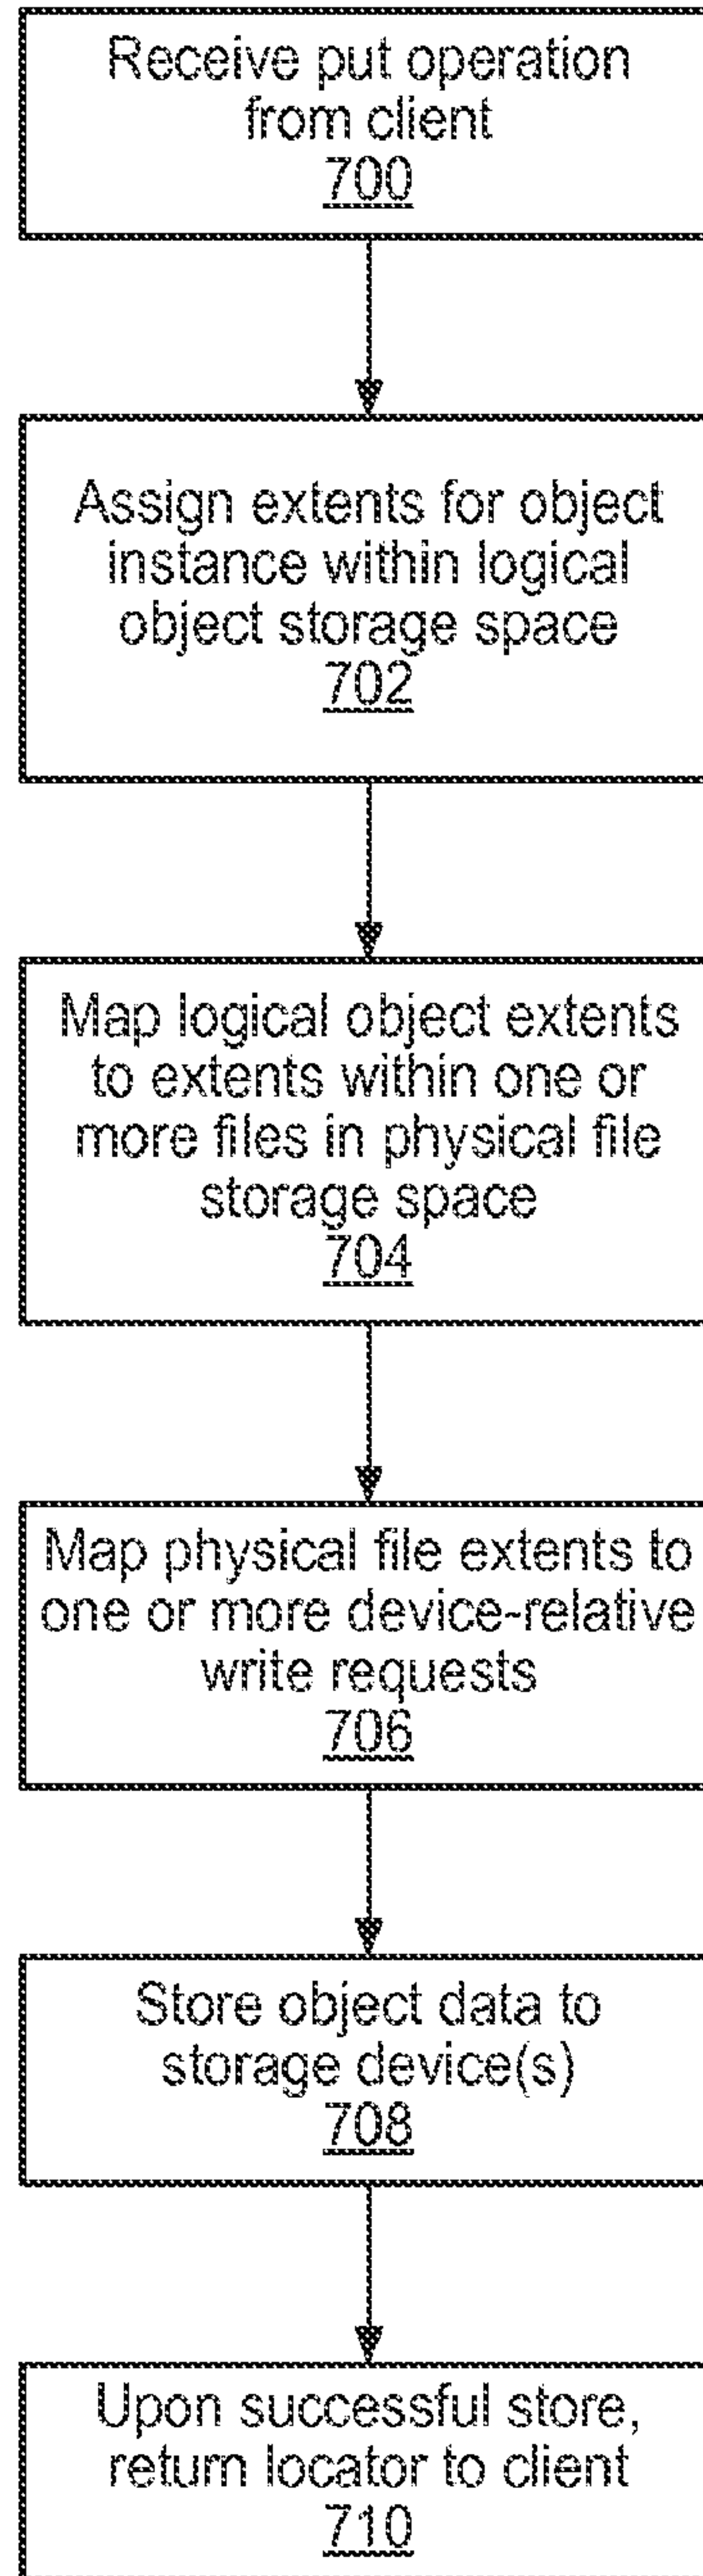 Receive put operation
from client
700
Assign extents for object
instance within logical
object storage space
702
Map logical object extents
to extents within one or
more files in physical file
storage space
704
Map physical file extents to
one or more device-relative
write requests
706
Store object data to
storage device(s)
708
Upon successful store,
return locator to client
710